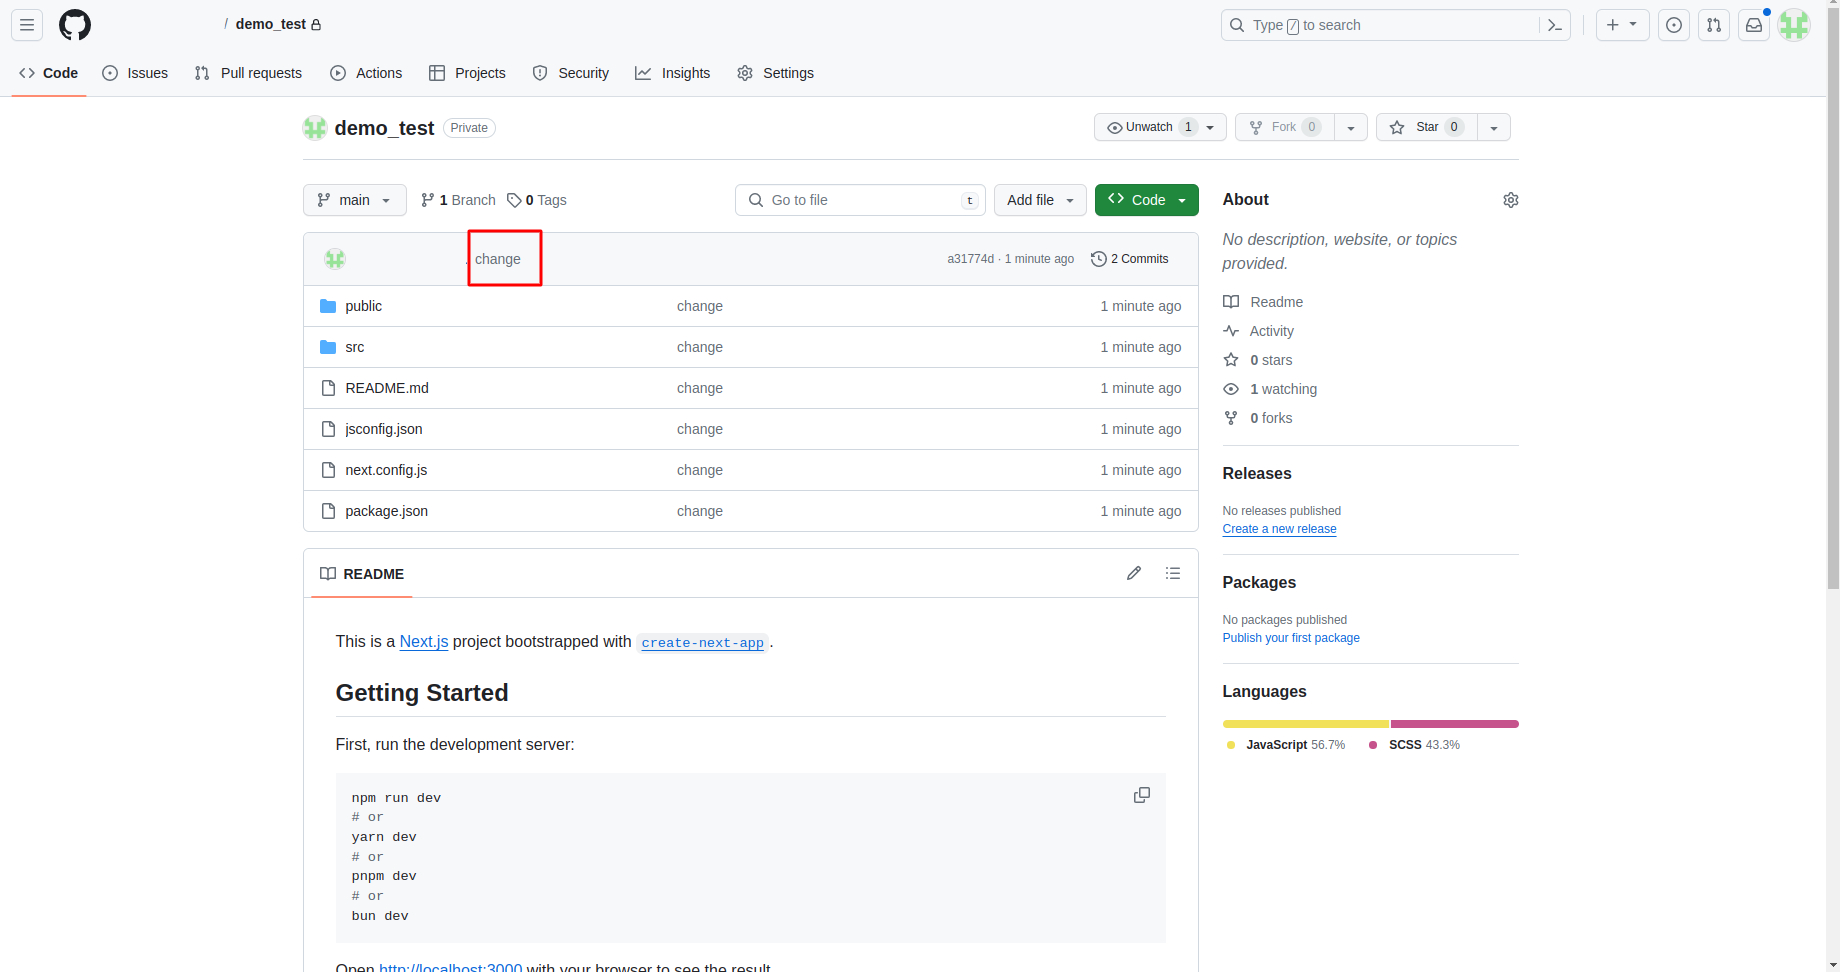 / demo_test
Type / to search
Code Issues Pull requests Actions Projects Security Insights Settings
demo_test Private
Unwatch 1 Fork 0 Star 0
main 1 Branch 0 Tags
Go to file t Add file Code
change a31774d · 1 minute ago 2 Commits
public change 1 minute ago
src change 1 minute ago
README.md change 1 minute ago
jsconfig.json change 1 minute ago
next.config.js change 1 minute ago
package.json change 1 minute ago
README
This is a Next.js project bootstrapped with create-next-app.
Getting Started
First, run the development server:
npm run dev
# or
yarn dev
# or
pnpm dev
# or
bun dev
Open http://localhost:3000 with your browser to see the result.
About
No description, website, or topics
provided.
Readme
Activity
0 stars
1 watching
0 forks
Releases
No releases published
Create a new release
Packages
No packages published
Publish your first package
Languages
JavaScript 56.7% SCSS 43.3%